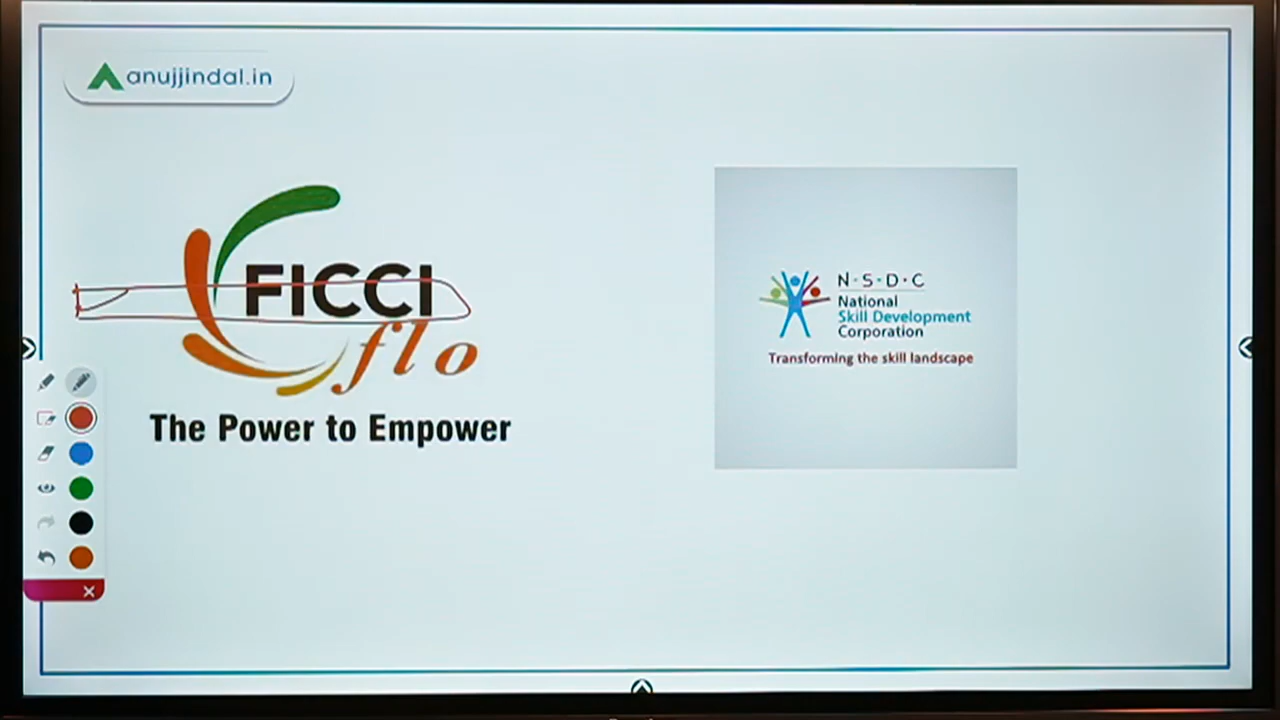 anujjindal.in
FICCI
flo
The Power to Empower
N·S·D·C
National
Skill Development
Corporation
Transforming the skill landscape